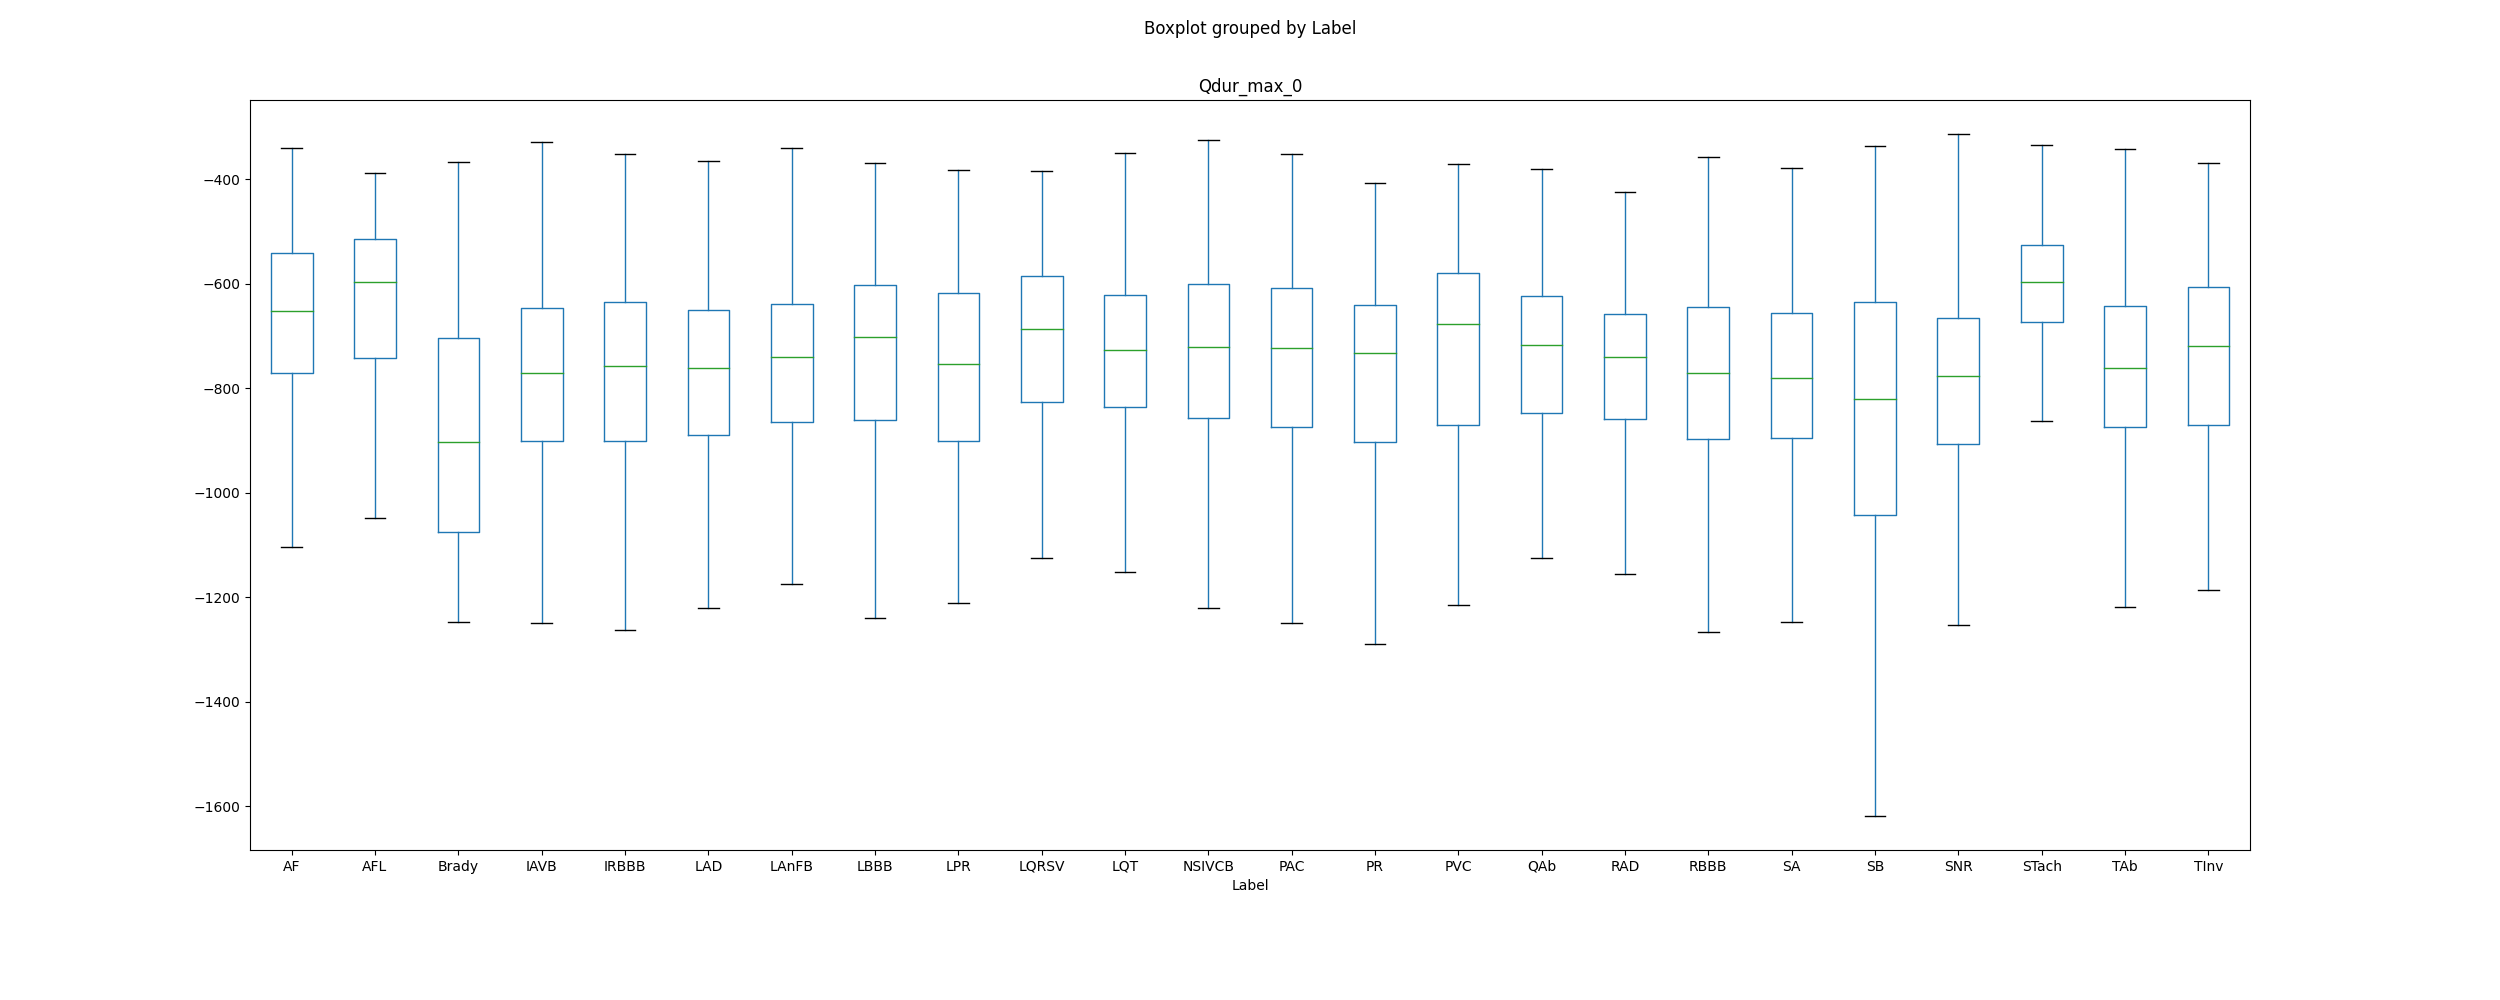 Boxplot grouped by Label
Qdur_max_0
−400
−600
−800
−1000
−1200
−1400
−1600
AF AFL Brady IAVB IRBBB LAD LAnFB LBBB LPR LQRSV LQT NSIVCB PAC PR PVC QAb RAD RBBB SA SB SNR STach TAb TInv
Label